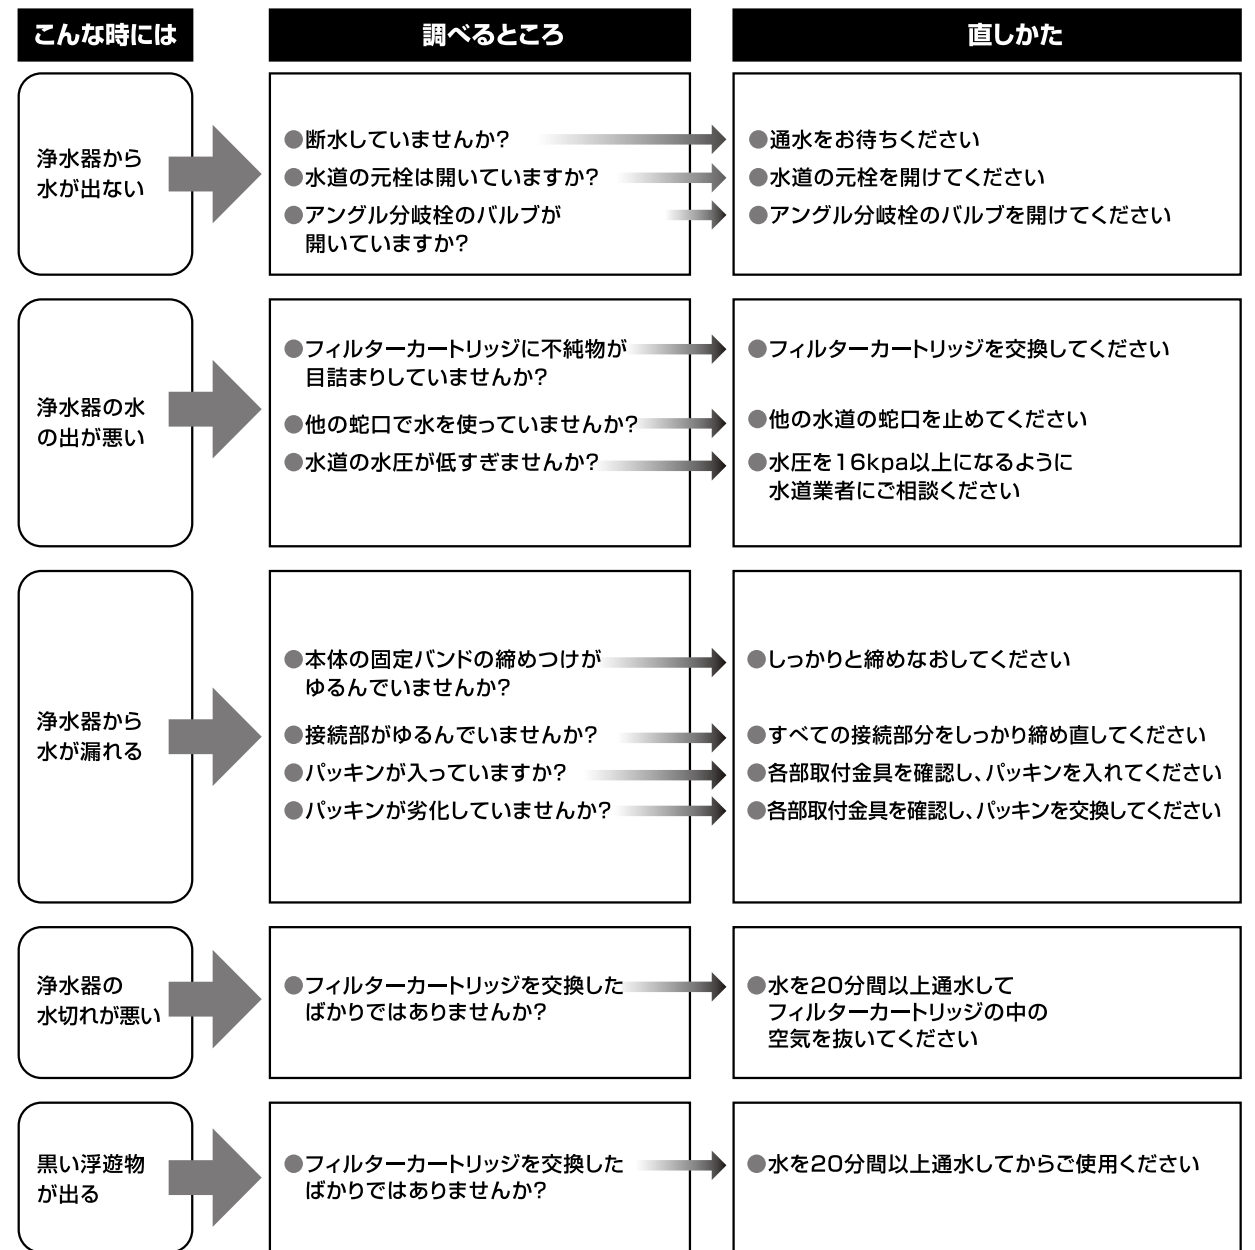 こんな時には
調べるところ
直しかた
浄水器から
水が出ない
●断水していませんか?
●水道の元栓は開いていますか?
●アングル分岐栓のバルブが
開いていますか?
●通水をお待ちください
●水道の元栓を開けてください
●アングル分岐栓のバルブを開けてください
浄水器の水
の出が悪い
●フィルターカートリッジに不純物が
目詰まりしていませんか?
●他の蛇口で水を使っていませんか?
●水道の水圧が低すぎませんか?
●フィルターカートリッジを交換してください
●他の水道の蛇口を止めてください
●水圧を16kpa以上になるように
水道業者にご相談ください
浄水器から
水が漏れる
●本体の固定バンドの締めつけが
ゆるんでいませんか?
●接続部がゆるんでいませんか?
●パッキンが入っていますか?
●パッキンが劣化していませんか?
●しっかりと締めなおしてください
●すべての接続部分をしっかり締め直してください
●各部取付金具を確認し、パッキンを入れてください
●各部取付金具を確認し、パッキンを交換してください
浄水器の
水切れが悪い
●フィルターカートリッジを交換した
ばかりではありませんか?
●水を20分間以上通水して
フィルターカートリッジの中の
空気を抜いてください
黒い浮遊物
が出る
●フィルターカートリッジを交換した
ばかりではありませんか?
●水を20分間以上通水してからご使用ください